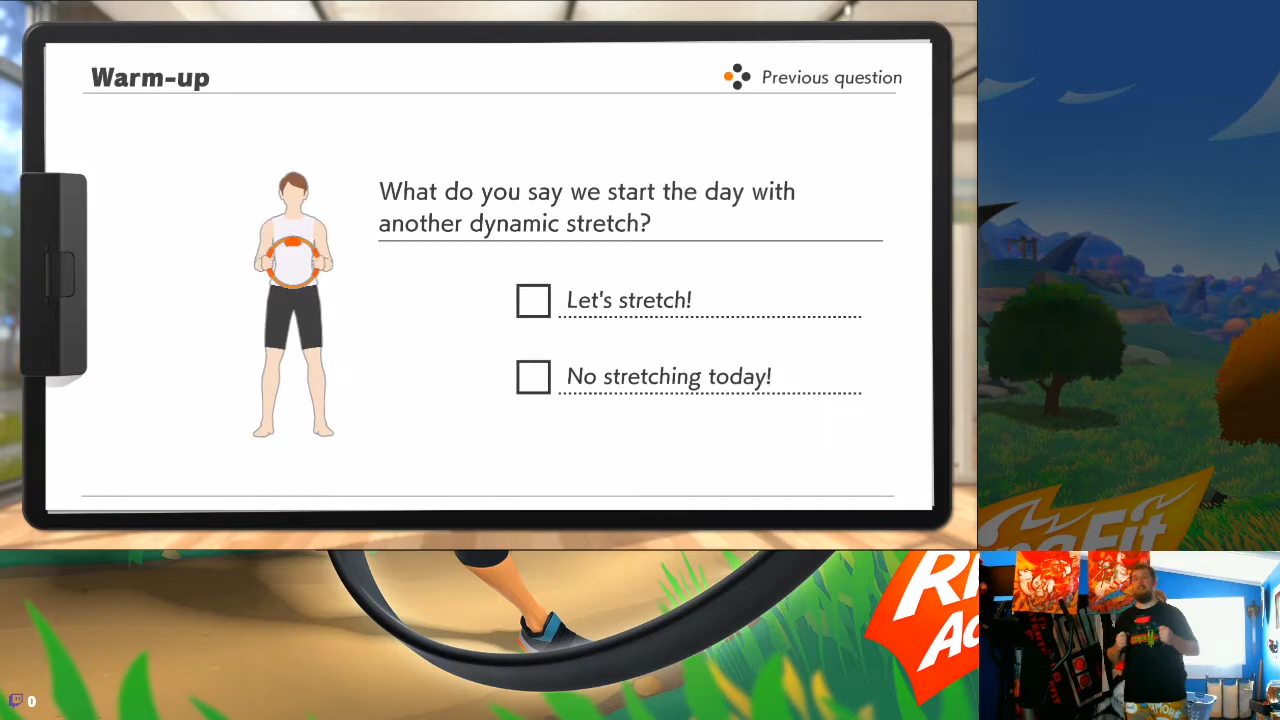 Warm-up
Previous question
What do you say we start the day with
another dynamic stretch?
Let's stretch!
No stretching today!
0